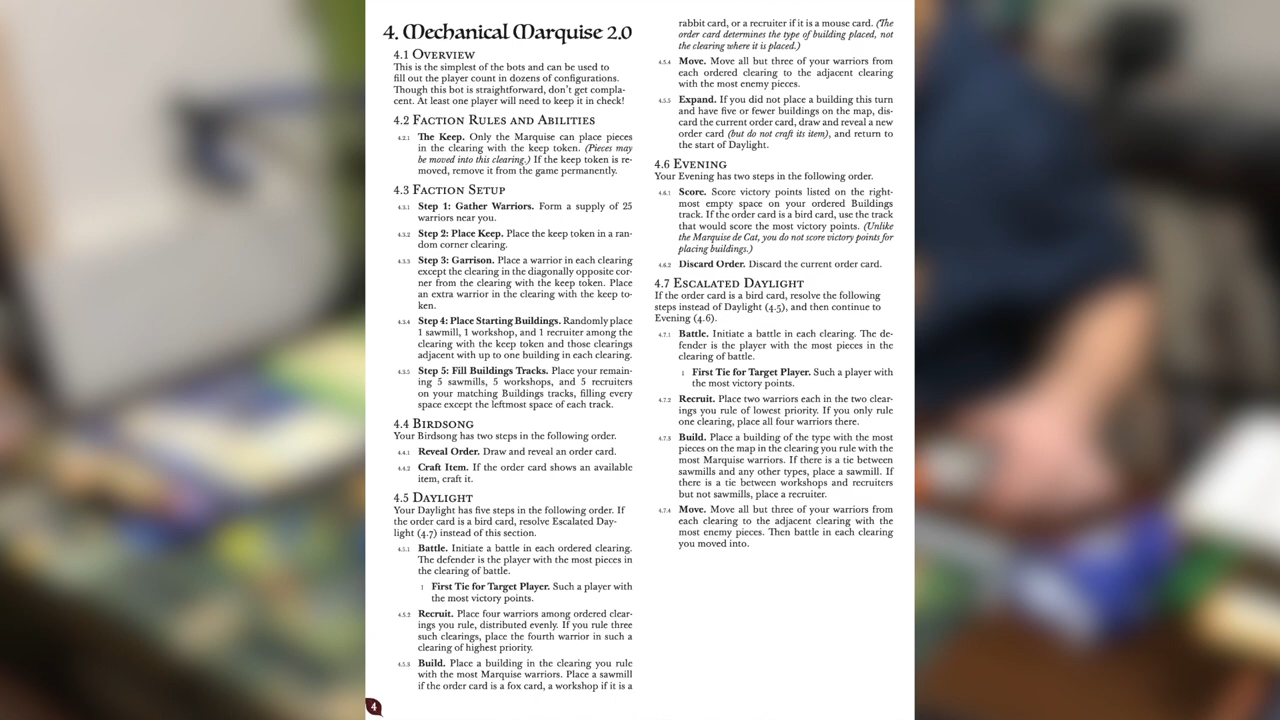 4. Mechanical Marquise 2.0
4.1 Overview
This is the simplest of the bots and can be used to
fill out the player count in dozens of configurations.
Though this bot is straightforward, don't get compla-
cent. At least one player will need to keep it in check!
4.2 Faction Rules and Abilities
4.2.1 The Keep. Only the Marquise can place pieces
in the clearing with the keep token. (Pieces may
be moved into this clearing.) If the keep token is re-
moved, remove it from the game permanently.
4.3 Faction Setup
4.3.1 Step 1: Gather Warriors. Form a supply of 25
warriors near you.
4.3.2 Step 2: Place Keep. Place the keep token in a ran-
dom corner clearing.
4.3.3 Step 3: Garrison. Place a warrior in each clearing
except the clearing in the diagonally opposite cor-
ner from the clearing with the keep token. Place
an extra warrior in the clearing with the keep to-
ken.
4.3.4 Step 4: Place Starting Buildings. Randomly place
1 sawmill, 1 workshop, and 1 recruiter among the
clearing with the keep token and those clearings
adjacent with up to one building in each clearing.
4.3.5 Step 5: Fill Buildings Tracks. Place your remain-
ing 5 sawmills, 5 workshops, and 5 recruiters
on your matching Buildings tracks, filling every
space except the leftmost space of each track.
4.4 Birdsong
Your Birdsong has two steps in the following order.
4.4.1 Reveal Order. Draw and reveal an order card.
4.4.2 Craft Item. If the order card shows an available
item, craft it.
4.5 Daylight
Your Daylight has five steps in the following order. If
the order card is a bird card, resolve Escalated Day-
light (4.7) instead of this section.
4.5.1 Battle. Initiate a battle in each ordered clearing.
The defender is the player with the most pieces in
the clearing of battle.
1 First Tie for Target Player. Such a player with
the most victory points.
4.5.2 Recruit. Place four warriors among ordered clear-
ings you rule, distributed evenly. If you rule three
such clearings, place the fourth warrior in such a
clearing of highest priority.
4.5.3 Build. Place a building in the clearing you rule
with the most Marquise warriors. Place a sawmill
if the order card is a fox card, a workshop if it is a
4
rabbit card, or a recruiter if it is a mouse card. (The
order card determines the type of building placed, not
the clearing where it is placed.)
4.5.4 Move. Move all but three of your warriors from
each ordered clearing to the adjacent clearing
with the most enemy pieces.
4.5.5 Expand. If you did not place a building this turn
and have five or fewer buildings on the map, dis-
card the current order card, draw and reveal a new
order card (but do not craft its item), and return to
the start of Daylight.
4.6 Evening
Your Evening has two steps in the following order.
4.6.1 Score. Score victory points listed on the right-
most empty space on your ordered Buildings
track. If the order card is a bird card, use the track
that would score the most victory points. (Unlike
the Marquise de Cat, you do not score victory points for
placing buildings.)
4.6.2 Discard Order. Discard the current order card.
4.7 Escalated Daylight
If the order card is a bird card, resolve the following
steps instead of Daylight (4.5), and then continue to
Evening (4.6).
4.7.1 Battle. Initiate a battle in each clearing. The de-
fender is the player with the most pieces in the
clearing of battle.
1 First Tie for Target Player. Such a player with
the most victory points.
4.7.2 Recruit. Place two warriors each in the two clear-
ings you rule of lowest priority. If you only rule
one clearing, place all four warriors there.
4.7.3 Build. Place a building of the type with the most
pieces on the map in the clearing you rule with the
most Marquise warriors. If there is a tie between
sawmills and any other types, place a sawmill. If
there is a tie between workshops and recruiters
but not sawmills, place a recruiter.
4.7.4 Move. Move all but three of your warriors from
each clearing to the adjacent clearing with the
most enemy pieces. Then battle in each clearing
you moved into.